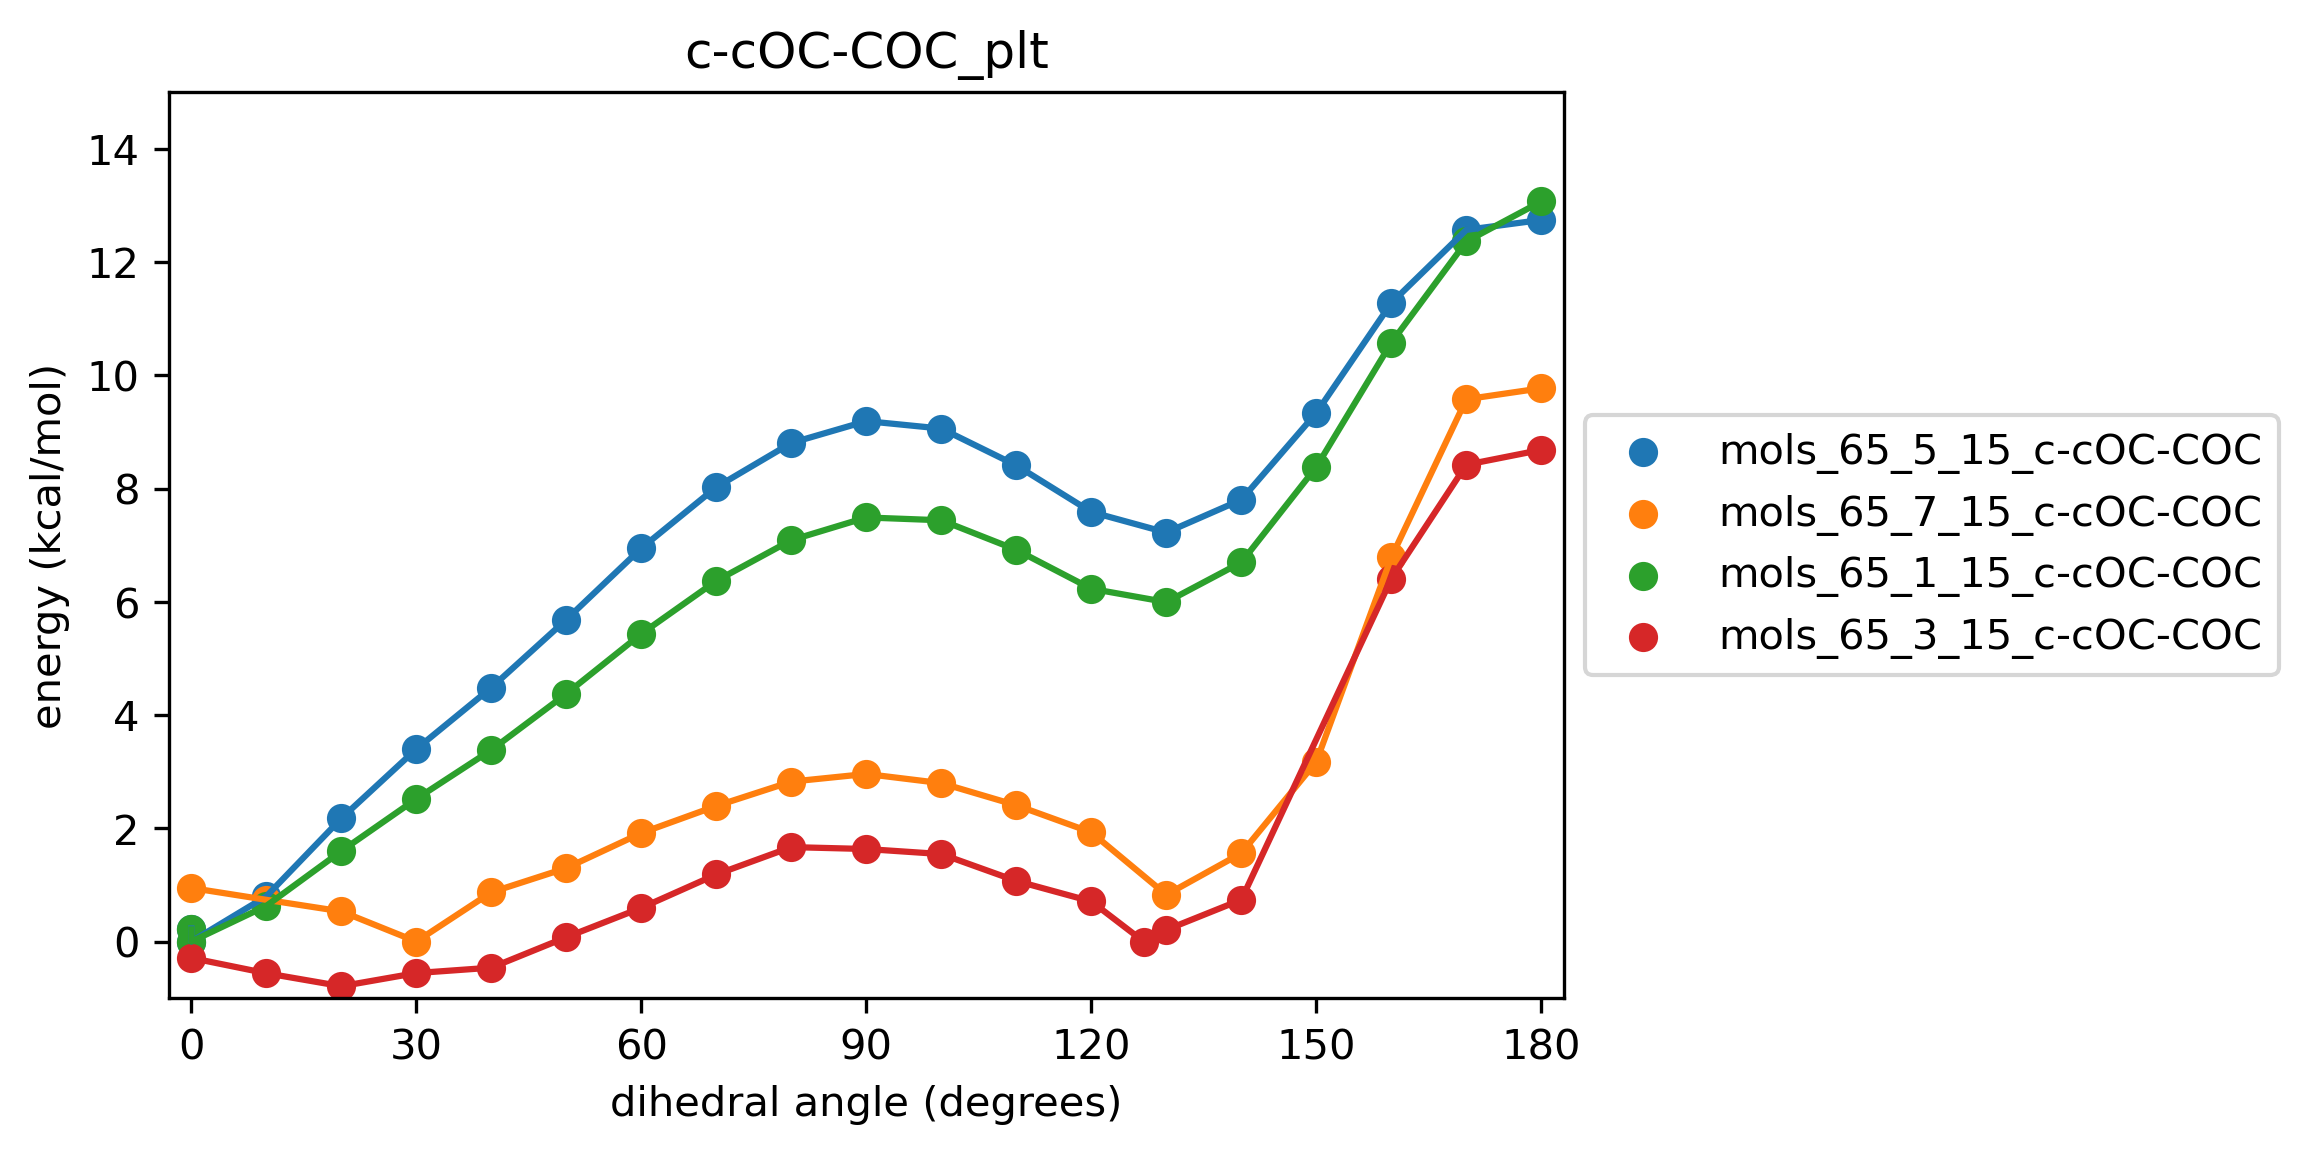 c-cOC-COC_plt
14
12
10
8
6
4
2
0
energy (kcal/mol)
0 30 60 90 120 150 180
dihedral angle (degrees)
mols_65_5_15_c-cOC-COC
mols_65_7_15_c-cOC-COC
mols_65_1_15_c-cOC-COC
mols_65_3_15_c-cOC-COC